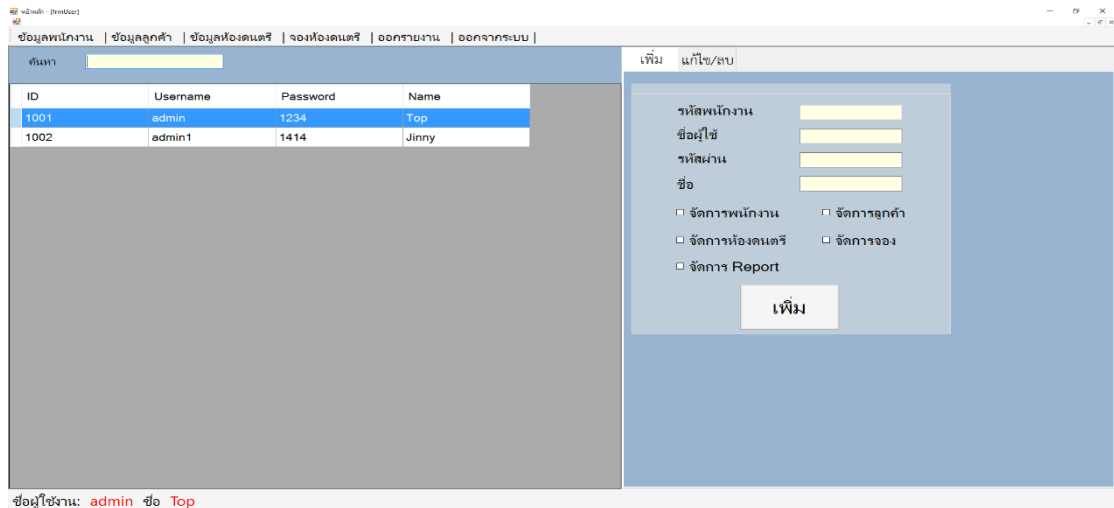 หน้าหลัก - [frmUser]
ข้อมูลพนักงาน | ข้อมูลลูกค้า | ข้อมูลห้องดนตรี | จองห้องดนตรี | ออกรายงาน | ออกจากระบบ |
ค้นหา
ID Username Password Name
1001 admin 1234 Top
1002 admin1 1414 Jinny
เพิ่ม แก้ไข/ลบ
รหัสพนักงาน
ชื่อผู้ใช้
รหัสผ่าน
ชื่อ
จัดการพนักงาน จัดการลูกค้า
จัดการห้องดนตรี จัดการจอง
จัดการ Report
เพิ่ม
ชื่อผู้ใช้งาน: admin ชื่อ Top